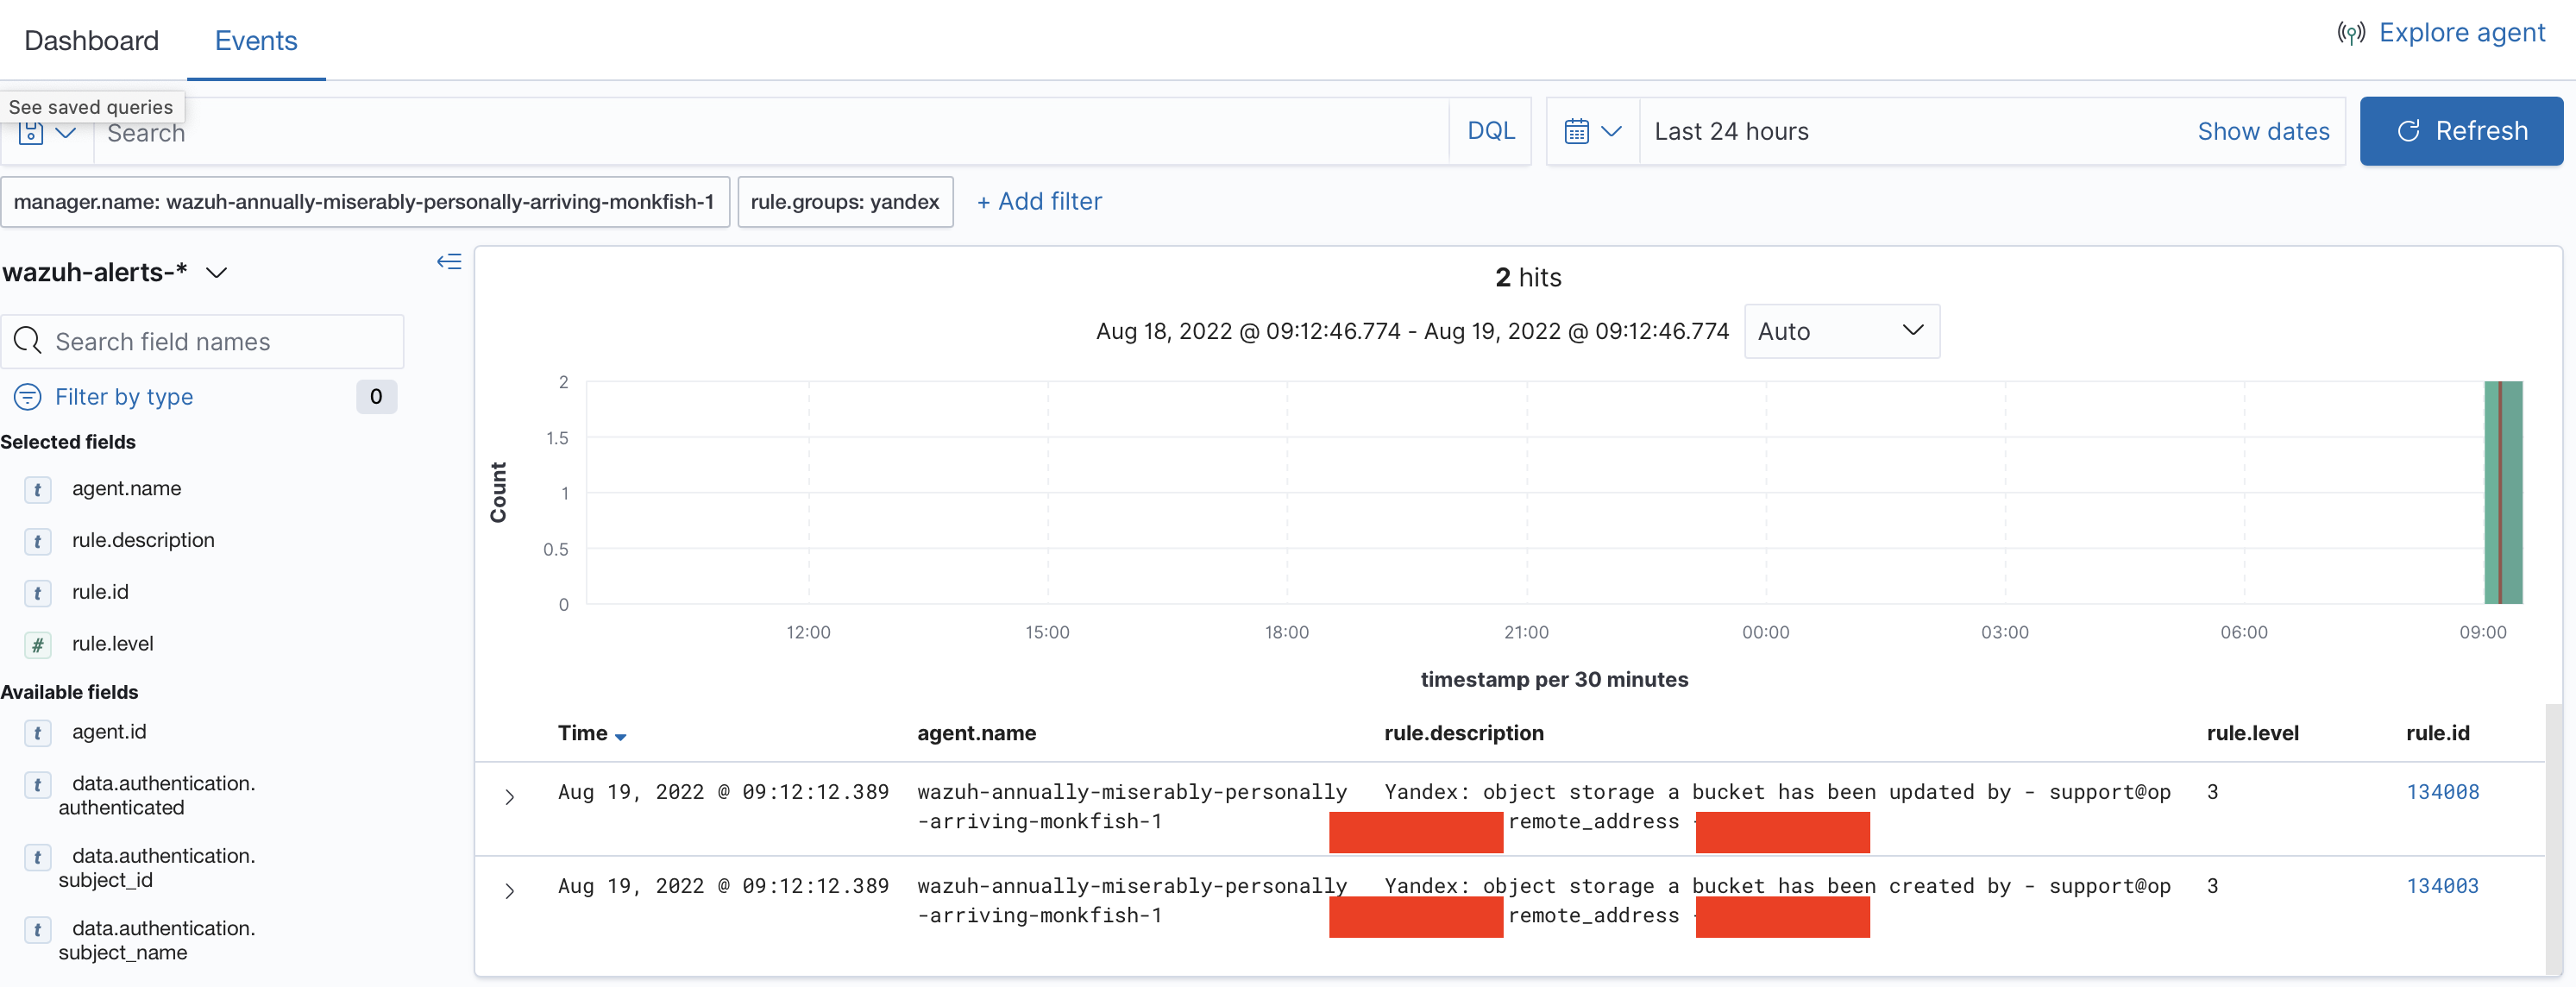 Dashboard
Events
Explore agent
See saved queries
Search
DQL
Last 24 hours
Show dates
Refresh
manager.name: wazuh-annually-miserably-personally-arriving-monkfish-1
rule.groups: yandex
+ Add filter
wazuh-alerts-*
Search field names
Filter by type
0
Selected fields
t agent.name
t rule.description
t rule.id
# rule.level
Available fields
t agent.id
t data.authentication.
authenticated
t data.authentication.
subject_id
t data.authentication.
subject_name
2 hits
Aug 18, 2022 @ 09:12:46.774 - Aug 19, 2022 @ 09:12:46.774
Auto
Count
2
1.5
1
0.5
0
12:00 15:00 18:00 21:00 00:00 03:00 06:00 09:00
timestamp per 30 minutes
Time agent.name rule.description rule.level rule.id
Aug 19, 2022 @ 09:12:12.389 wazuh-annually-miserably-personally Yandex: object storage a bucket has been updated by - support@op 3 134008
-arriving-monkfish-1 remote_address
Aug 19, 2022 @ 09:12:12.389 wazuh-annually-miserably-personally Yandex: object storage a bucket has been created by - support@op 3 134003
-arriving-monkfish-1 remote_address